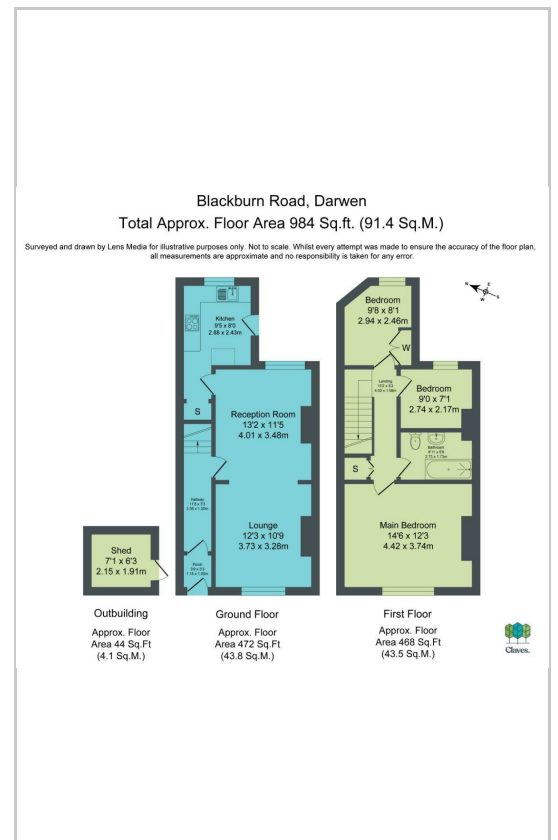 Blackburn Road, Darwen
Total Approx. Floor Area 984 Sq.ft. (91.4 Sq.M.)
Surveyed and drawn by Lens Media for illustrative purposes only. Not to scale. Whilst every attempt was made to ensure the accuracy of the floor plan,
all measurements are approximate and no responsibility is taken for any error.
Kitchen
9'5 x 8'0
2.88 x 2.43m
S
Reception Room
13'2 x 11'5
4.01 x 3.48m
Hallway
Lounge
12'3 x 10'9
3.73 x 3.28m
Porch
Shed
7'1 x 6'3
2.15 x 1.91m
Bedroom
9'8 x 8'1
2.94 x 2.46m
W
Landing
Bedroom
9'0 x 7'1
2.74 x 2.17m
Bathroom
S
Main Bedroom
14'6 x 12'3
4.42 x 3.74m
N
E
S
W
Outbuilding
Approx. Floor
Area 44 Sq.Ft
(4.1 Sq.M.)
Ground Floor
Approx. Floor
Area 472 Sq.Ft
(43.8 Sq.M.)
First Floor
Approx. Floor
Area 468 Sq.Ft
(43.5 Sq.M.)
Claves.